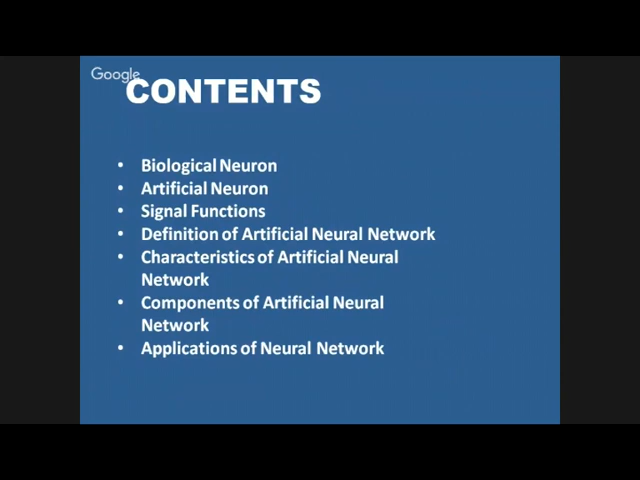 Google
CONTENTS
• Biological Neuron
• Artificial Neuron
• Signal Functions
• Definition of Artificial Neural Network
• Characteristics of Artificial Neural
Network
• Components of Artificial Neural
Network
• Applications of Neural Network